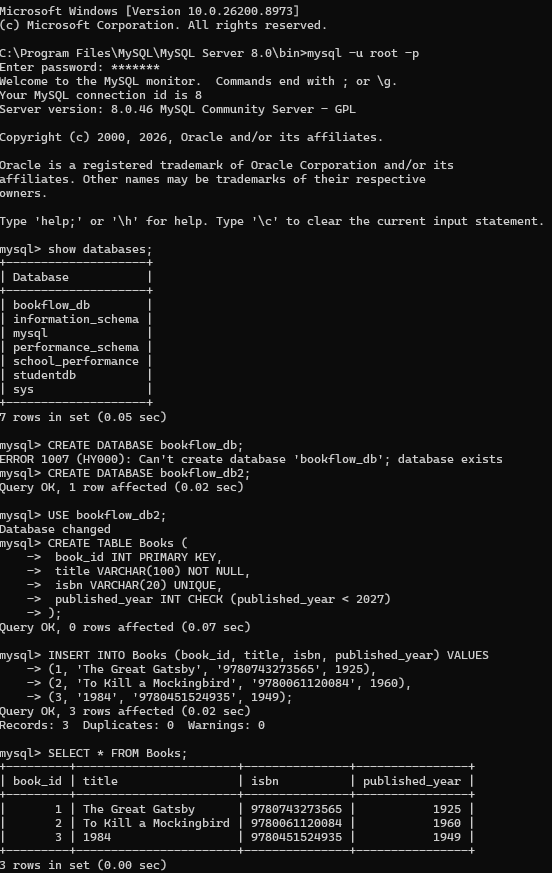 Microsoft Windows [Version 10.0.26200.8973]
(c) Microsoft Corporation. All rights reserved.

C:\Program Files\MySQL\MySQL Server 8.0\bin>mysql -u root -p
Enter password: *******
Welcome to the MySQL monitor.  Commands end with ; or \g.
Your MySQL connection id is 8
Server version: 8.0.46 MySQL Community Server - GPL

Copyright (c) 2000, 2026, Oracle and/or its affiliates.

Oracle is a registered trademark of Oracle Corporation and/or its
affiliates. Other names may be trademarks of their respective
owners.

Type 'help;' or '\h' for help. Type '\c' to clear the current input statement.

mysql> show databases;
+--------------------+
| Database           |
+--------------------+
| bookflow_db        |
| information_schema |
| mysql              |
| performance_schema |
| school_performance |
| studentdb          |
| sys                |
+--------------------+
7 rows in set (0.05 sec)

mysql> CREATE DATABASE bookflow_db;
ERROR 1007 (HY000): Can't create database 'bookflow_db'; database exists
mysql> CREATE DATABASE bookflow_db2;
Query OK, 1 row affected (0.02 sec)

mysql> USE bookflow_db2;
Database changed
mysql> CREATE TABLE Books (
    ->  book_id INT PRIMARY KEY,
    ->  title VARCHAR(100) NOT NULL,
    ->  isbn VARCHAR(20) UNIQUE,
    ->  published_year INT CHECK (published_year < 2027)
    -> );
Query OK, 0 rows affected (0.07 sec)

mysql> INSERT INTO Books (book_id, title, isbn, published_year) VALUES
    -> (1, 'The Great Gatsby', '9780743273565', 1925),
    -> (2, 'To Kill a Mockingbird', '9780061120084', 1960),
    -> (3, '1984', '9780451524935', 1949);
Query OK, 3 rows affected (0.02 sec)
Records: 3  Duplicates: 0  Warnings: 0

mysql> SELECT * FROM Books;
+---------+-----------------------+---------------+----------------+
| book_id | title                 | isbn          | published_year |
+---------+-----------------------+---------------+----------------+
|       1 | The Great Gatsby      | 9780743273565 |           1925 |
|       2 | To Kill a Mockingbird | 9780061120084 |           1960 |
|       3 | 1984                  | 9780451524935 |           1949 |
+---------+-----------------------+---------------+----------------+
3 rows in set (0.00 sec)